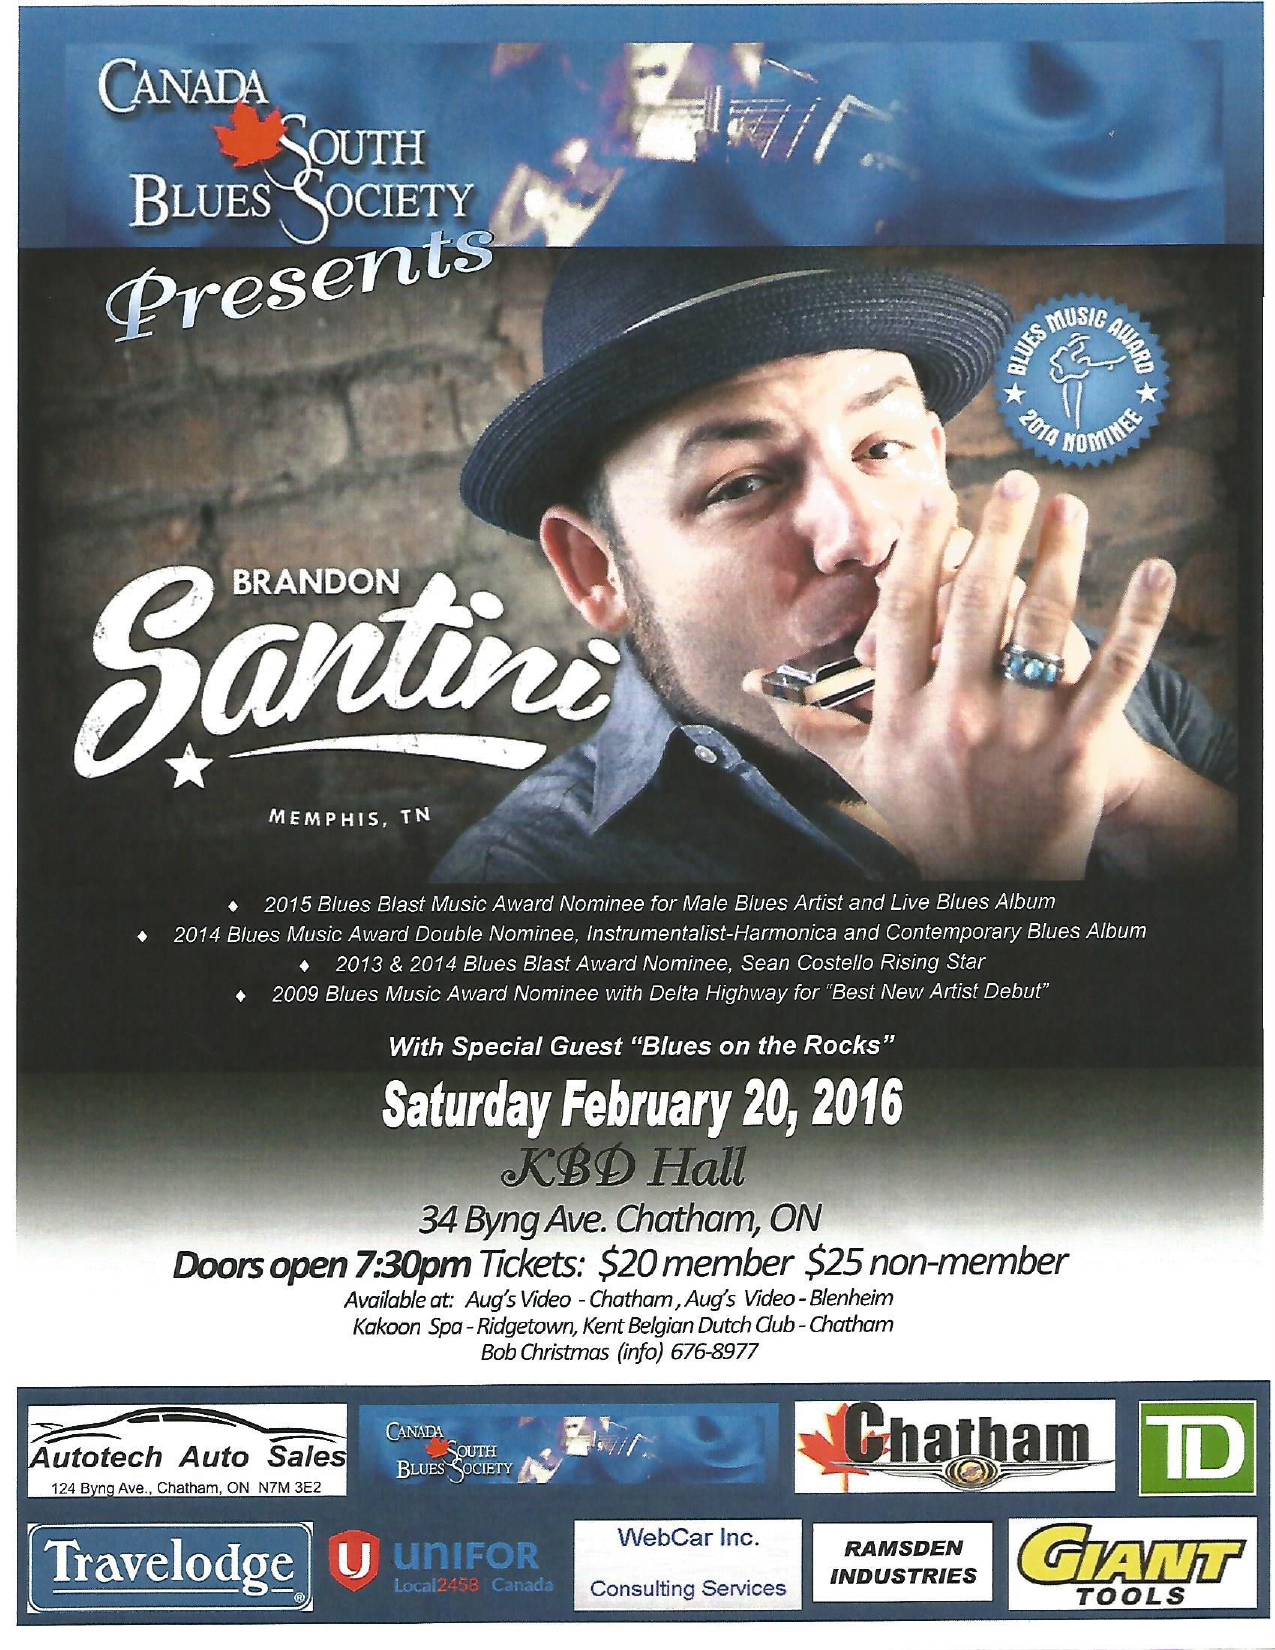 CANADA
SOUTH
BLUES SOCIETY
Presents
BLUES MUSIC AWARD
2014 NOMINEE
BRANDON
Santini
MEMPHIS, TN
♦ 2015 Blues Blast Music Award Nominee for Male Blues Artist and Live Blues Album
♦ 2014 Blues Music Award Double Nominee, Instrumentalist-Harmonica and Contemporary Blues Album
♦ 2013 & 2014 Blues Blast Award Nominee, Sean Costello Rising Star
♦ 2009 Blues Music Award Nominee with Delta Highway for "Best New Artist Debut"
With Special Guest "Blues on the Rocks"
Saturday February 20, 2016
KBD Hall
34 Byng Ave. Chatham, ON
Doors open 7:30pm Tickets: $20 member $25 non-member
Available at: Aug's Video - Chatham, Aug's Video - Blenheim
Kakoon Spa - Ridgetown, Kent Belgian Dutch Club - Chatham
Bob Christmas (info) 676-8977
Autotech Auto Sales
124 Byng Ave., Chatham, ON N7M 3E2
CANADA
SOUTH
BLUES SOCIETY
Chatham
TD
Travelodge®
U UNIFOR
Local2458 | Canada
WebCar Inc.
Consulting Services
RAMSDEN
INDUSTRIES
GIANT
TOOLS